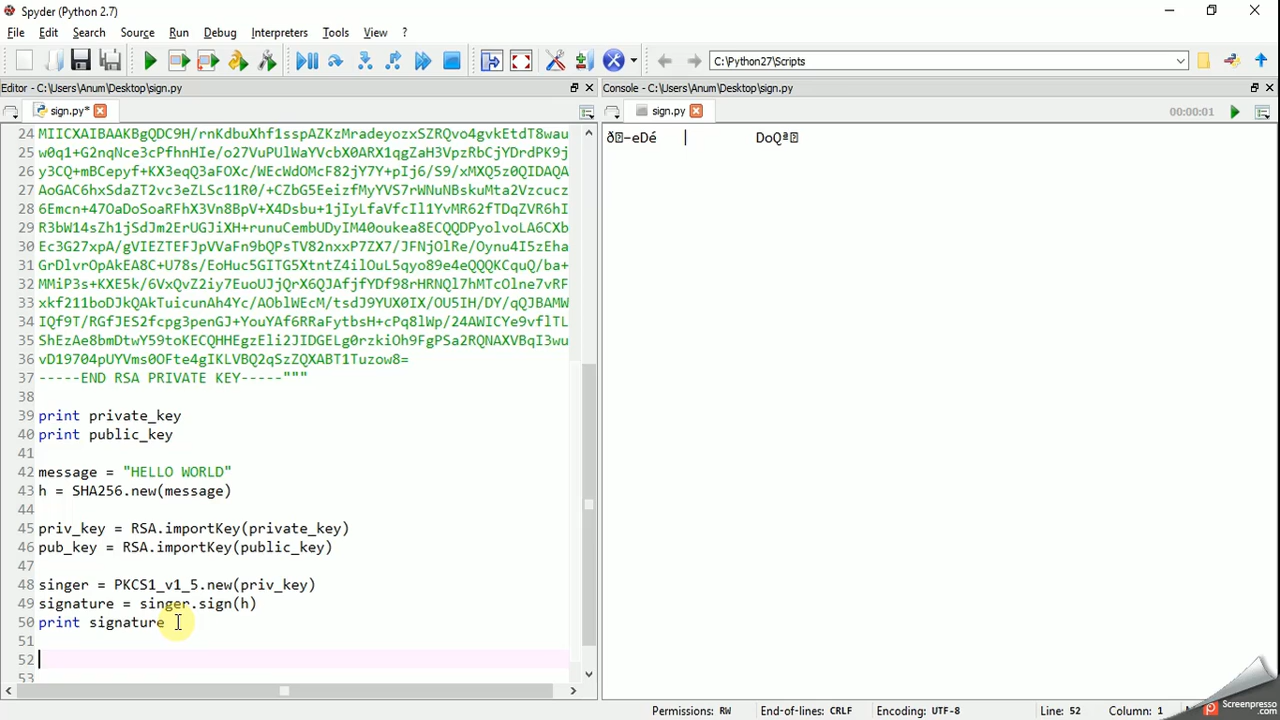 Spyder (Python 2.7)
File Edit Search Source Run Debug Interpreters Tools View ?
C:\Python27\Scripts
Editor - C:\Users\Anum\Desktop\sign.py
Console - C:\Users\Anum\Desktop\sign.py
sign.py*
sign.py
00:00:01
24 MIICXAIBAAKBgQDC9H/rnKdbuXhf1sspAZKzMradeyozxSZRQvo4gvkEtdT8wau
25 w0q1+G2nqNce3cPfhnHIe/o27VuPUlWaYVcbX0ARX1qgZaH3VpzRbCjYDrdPK9j
26 y3CQ+mBCepyf+KX3eqQ3aFOXc/WEcWdOMcF82jY7Y+pIj6/S9/xMXQ5z0QIDAQA
27 AoGAC6hxSdaZT2vc3eZLSc11R0/+CZbG5EeizfMyYVS7rWNuNBskuMta2Vzcucz
28 6Emcn+47OaDoSoaRFhX3Vn8BpV+X4Dsbu+1jIyLfaVfcIl1YvMR62fTDqZVR6hI
29 R3bW14sZh1jSdJm2ErUGJiXH+runuCembUDyIM40oukea8ECQQDPyolvoLA6CXb
30 Ec3G27xpA/gVIEZTEFJpVVaFn9bQPsTV82nxxP7ZX7/JFNjOlRe/Oynu4I5zEha
31 GrDlvrOpAkEA8C+U78s/EoHuc5GITG5XtntZ4ilOuL5qyo89e4eQQQKCquQ/ba+
32 MMiP3s+KXE5k/6VxQvZ2iy7EuoUJjQrX6QJAfjfYDf98rHRNQl7hMTcOlne7vRF
33 xkf211boDJkQAkTuicunAh4Yc/AOblWEcM/tsdJ9YUX0IX/OU5IH/DY/qQJBAMW
34 IQf9T/RGfJES2fcpg3penGJ+YouYAf6RRaFytbsH+cPq8lWp/24AWICYe9vflTL
35 ShEzAe8bmDtwY59toKECQHHEgzEli2JIDGELg0rzkiOh9FgPSa2RQNAXVBqI3wu
36 vD19704pUYVms0OFte4gIKLVBQ2qSzZQXABT1Tuzow8=
37 -----END RSA PRIVATE KEY-----"""
38
39 print private_key
40 print public_key
41
42 message = "HELLO WORLD"
43 h = SHA256.new(message)
44
45 priv_key = RSA.importKey(private_key)
46 pub_key = RSA.importKey(public_key)
47
48 singer = PKCS1_v1_5.new(priv_key)
49 signature = singer.sign(h)
50 print signature
51
52
53
Permissions: RW End-of-lines: CRLF Encoding: UTF-8 Line: 52 Column: 1
Screenpresso
.com